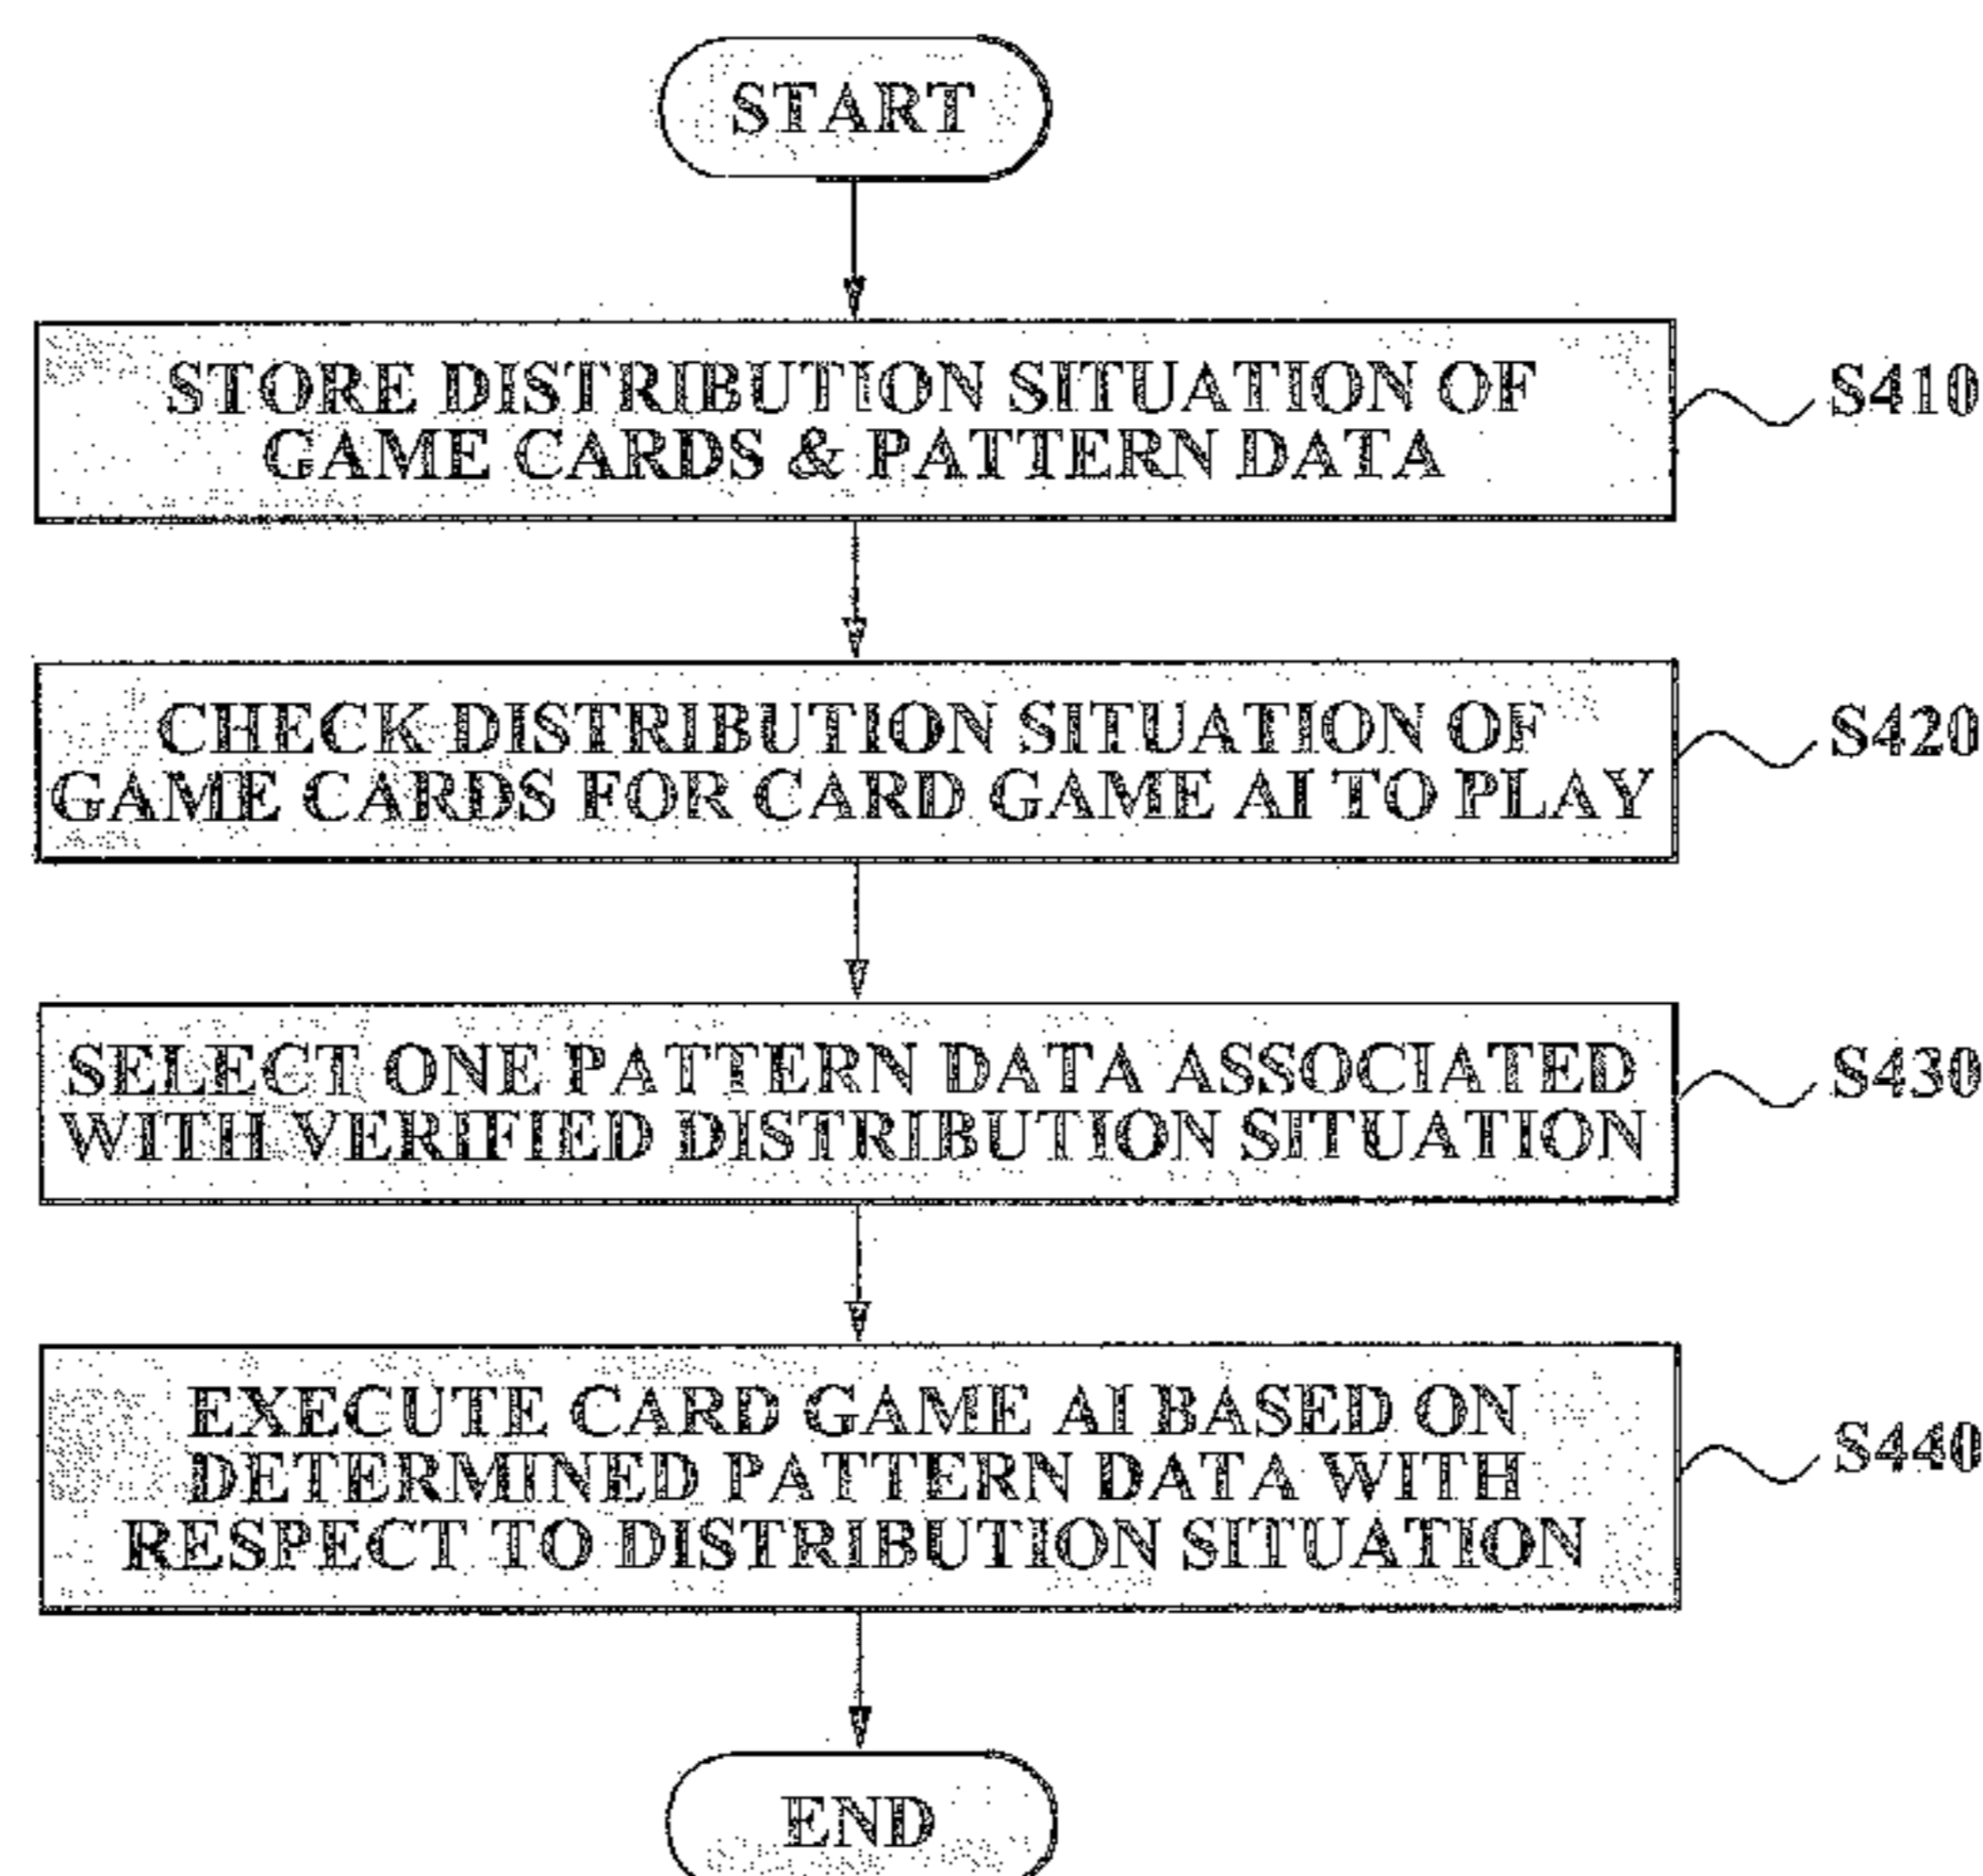 START
STORE DISTRIBUTION SITUATION OF
GAME CARDS & PATTERN DATA
S410
CHECK DISTRIBUTION SITUATION OF
GAME CARDS FOR CARD GAME AI TO PLAY
S420
SELECT ONE PATTERN DATA ASSOCIATED
WITH VERIFIED DISTRIBUTION SITUATION
S430
EXECUTE CARD GAME AI BASED ON
DETERMINED PATTERN DATA WITH
RESPECT TO DISTRIBUTION SITUATION
S440
END